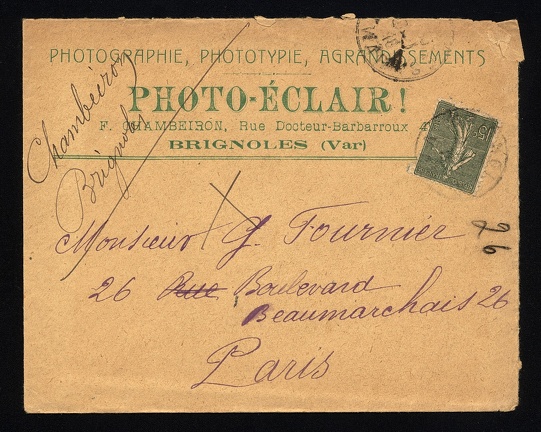 PHOTOGRAPHIE, PHOTOTYPIE, AGRANDISSEMENTS
PHOTO-ÉCLAIR!
F. CHAMBEIRON, Rue Docteur-Barbarroux 4
BRIGNOLES (Var)
Chambeiron
Brignoles
15
Monsieur G. Fournier
26 Rue Boulevard
Beaumarchais 26
Paris
26